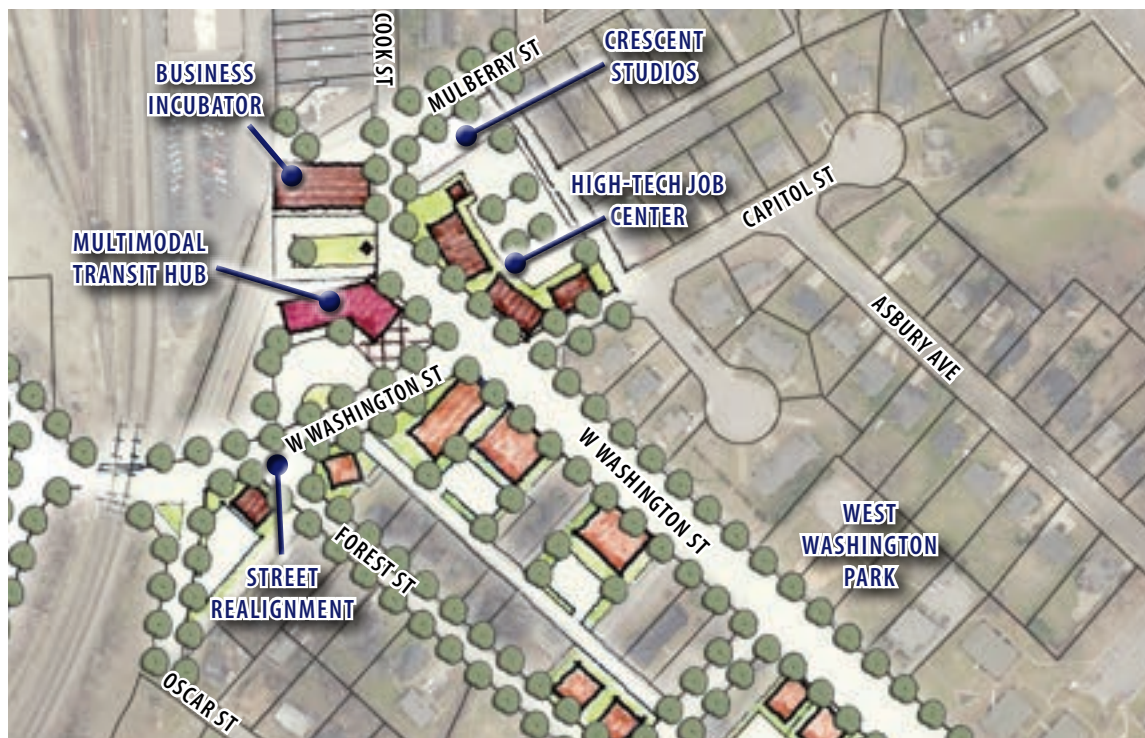 COOK ST
MULBERRY ST
CRESCENT
STUDIOS
BUSINESS
INCUBATOR
HIGH-TECH JOB
CENTER
CAPITOL ST
MULTIMODAL
TRANSIT HUB
ASBURY AVE
W WASHINGTON ST
W WASHINGTON ST
WEST
WASHINGTON
PARK
FOREST ST
STREET
REALIGNMENT
OSCAR ST